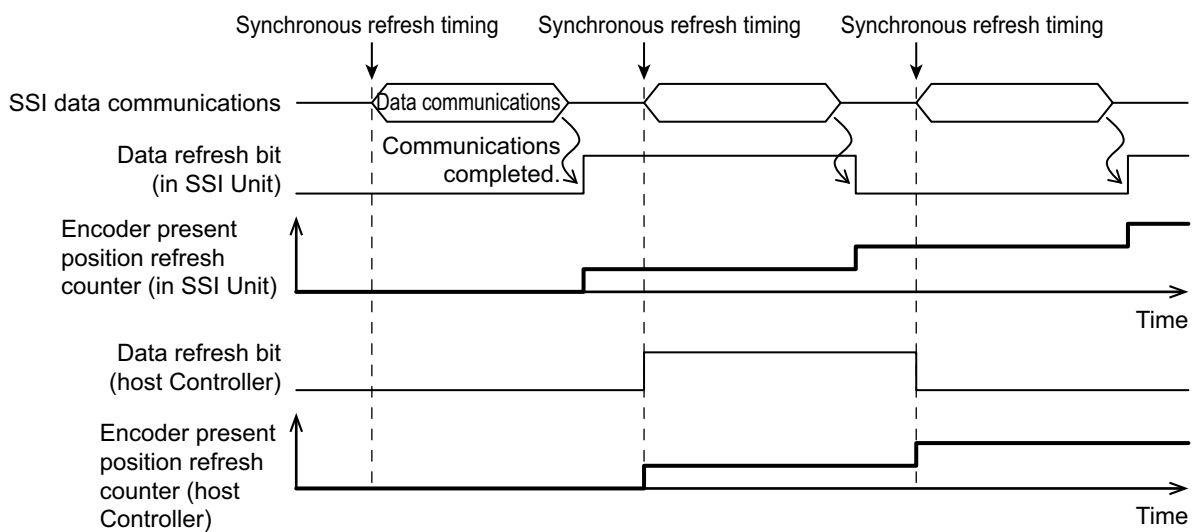 Synchronous refresh timing
Synchronous refresh timing
Synchronous refresh timing
SSI data communications
Data communications
Communications
completed.
Data refresh bit
(in SSI Unit)
Encoder present
position refresh
counter (in SSI Unit)
Time
Data refresh bit
(host Controller)
Encoder present
position refresh
counter (host
Controller)
Time